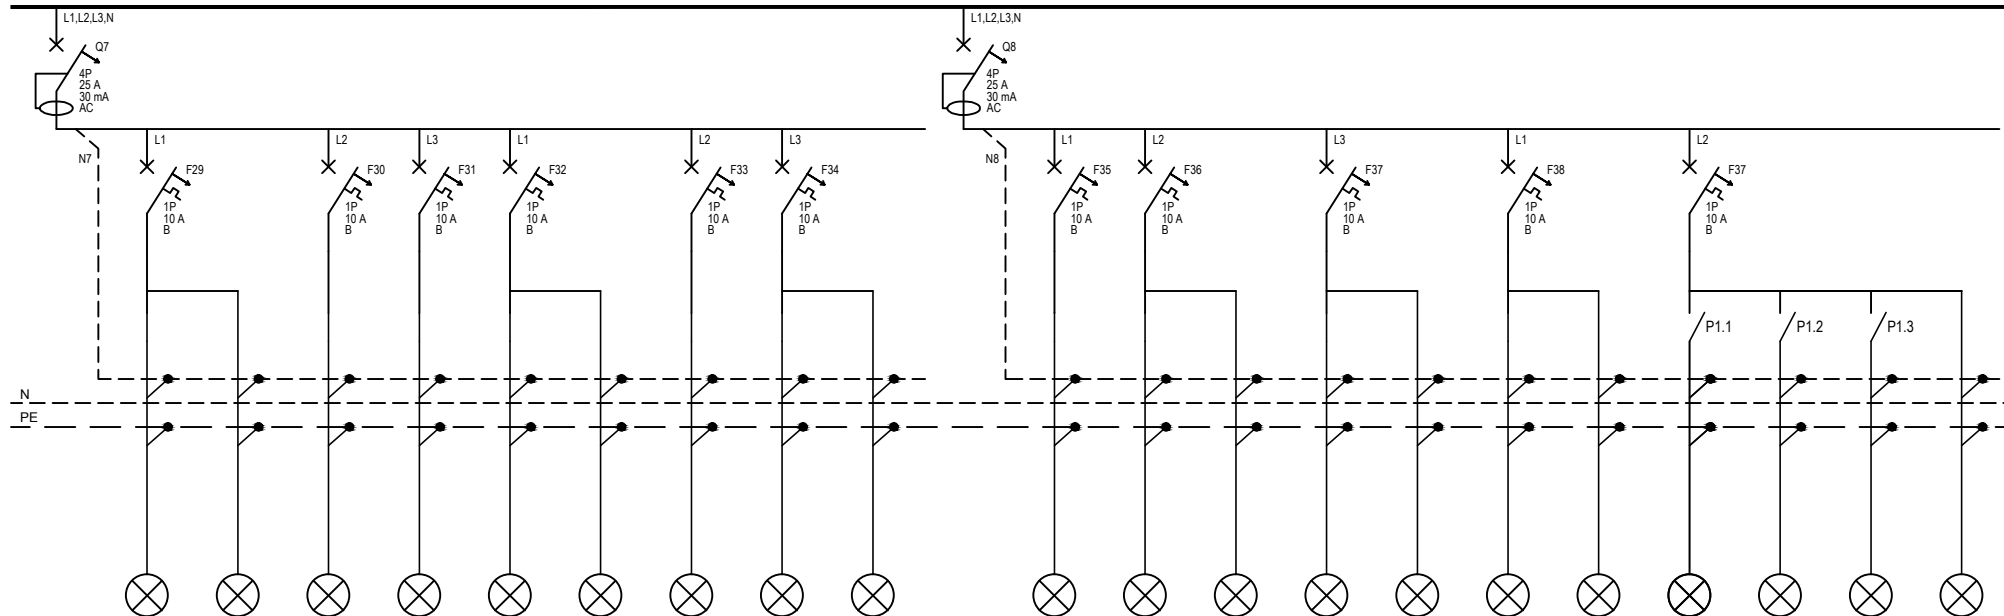 L1,L2,L3,N
Q7
4P
25 A
30 mA
AC
N7
L1,L2,L3,N
Q8
4P
25 A
30 mA
AC
N8
L1
F29
1P
10 A
B
L2
F30
1P
10 A
B
L3
F31
1P
10 A
B
L1
F32
1P
10 A
B
L2
F33
1P
10 A
B
L3
F34
1P
10 A
B
L1
F35
1P
10 A
B
L2
F36
1P
10 A
B
L3
F37
1P
10 A
B
L1
F38
1P
10 A
B
L2
F37
1P
10 A
B
P1.1
P1.2
P1.3
N
PE